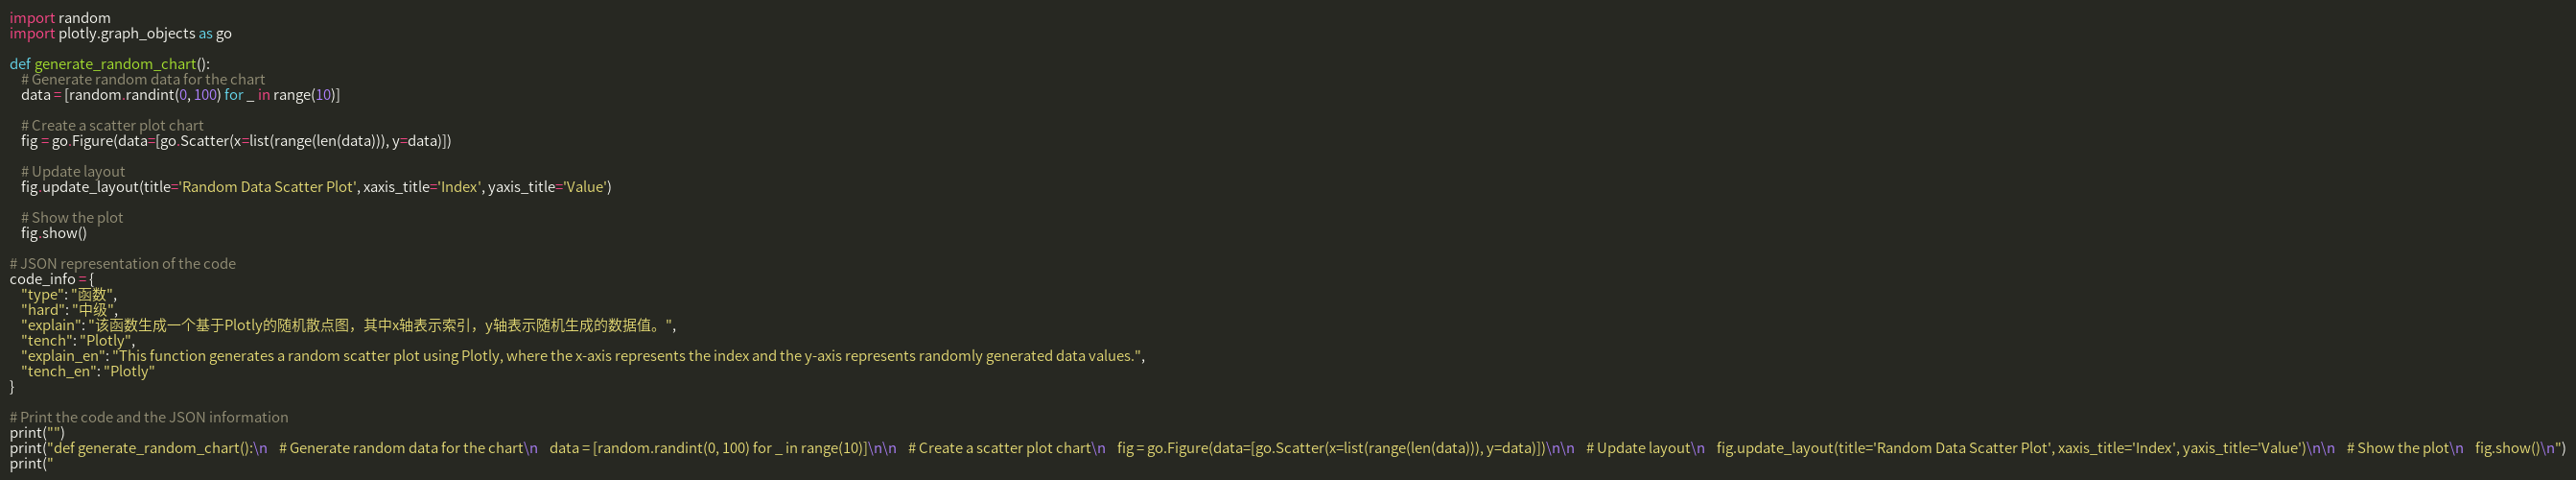 import random
import plotly.graph_objects as go
def generate_random_chart():
# Generate random data for the chart
data = [random.randint(0, 100) for _ in range(10)]
# Create a scatter plot chart
fig = go.Figure(data=[go.Scatter(x=list(range(len(data))), y=data)])
# Update layout
fig.update_layout(title='Random Data Scatter Plot', xaxis_title='Index', yaxis_title='Value')
# Show the plot
fig.show()
# JSON representation of the code
code_info = {
"type": "函数",
"hard": "中级",
"explain": "该函数生成一个基于Plotly的随机散点图，其中x轴表示索引，y轴表示随机生成的数据值。",
"tench": "Plotly",
"explain_en": "This function generates a random scatter plot using Plotly, where the x-axis represents the index and the y-axis represents randomly generated data values.",
"tench_en": "Plotly"
}
# Print the code and the JSON information
print("")
print("def generate_random_chart():\n   # Generate random data for the chart\n   data = [random.randint(0, 100) for _ in range(10)]\n\n   # Create a scatter plot chart\n   fig = go.Figure(data=[go.Scatter(x=list(range(len(data))), y=data)])\n\n   # Update layout\n   fig.update_layout(title='Random Data Scatter Plot', xaxis_title='Index', yaxis_title='Value')\n\n   # Show the plot\n   fig.show()\n")
print("